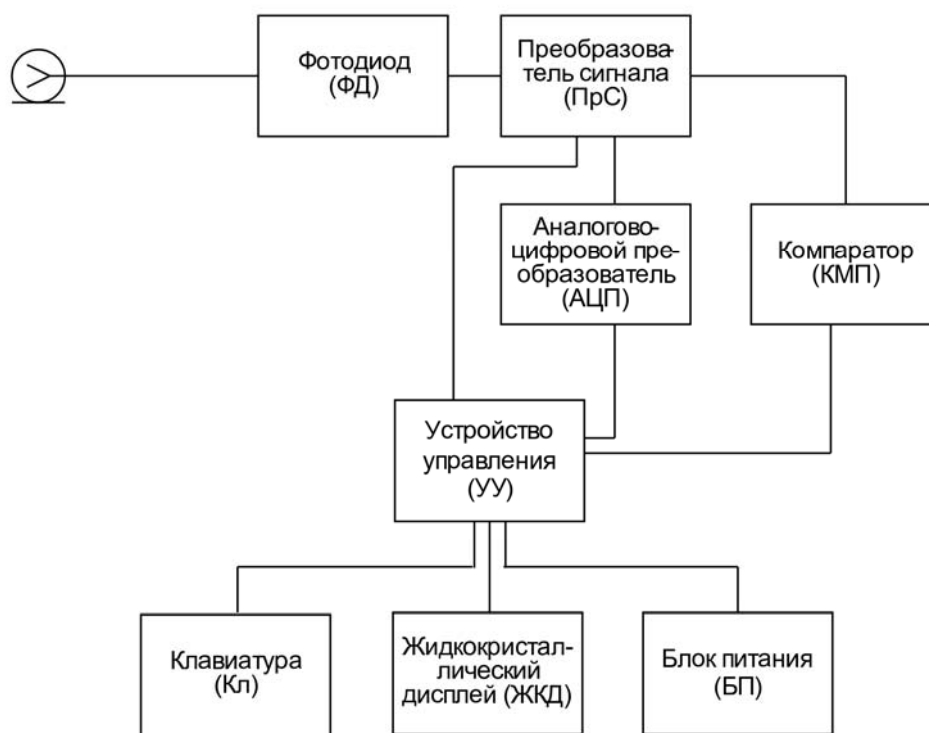 Фотодиод
(ФД)
Преобразова-
тель сигнала
(ПрС)
Аналогово-
цифровой пре-
образователь
(АЦП)
Компаратор
(КМП)
Устройство
управления
(УУ)
Клавиатура
(Кл)
Жидкокристал-
лический
дисплей (ЖКД)
Блок питания
(БП)